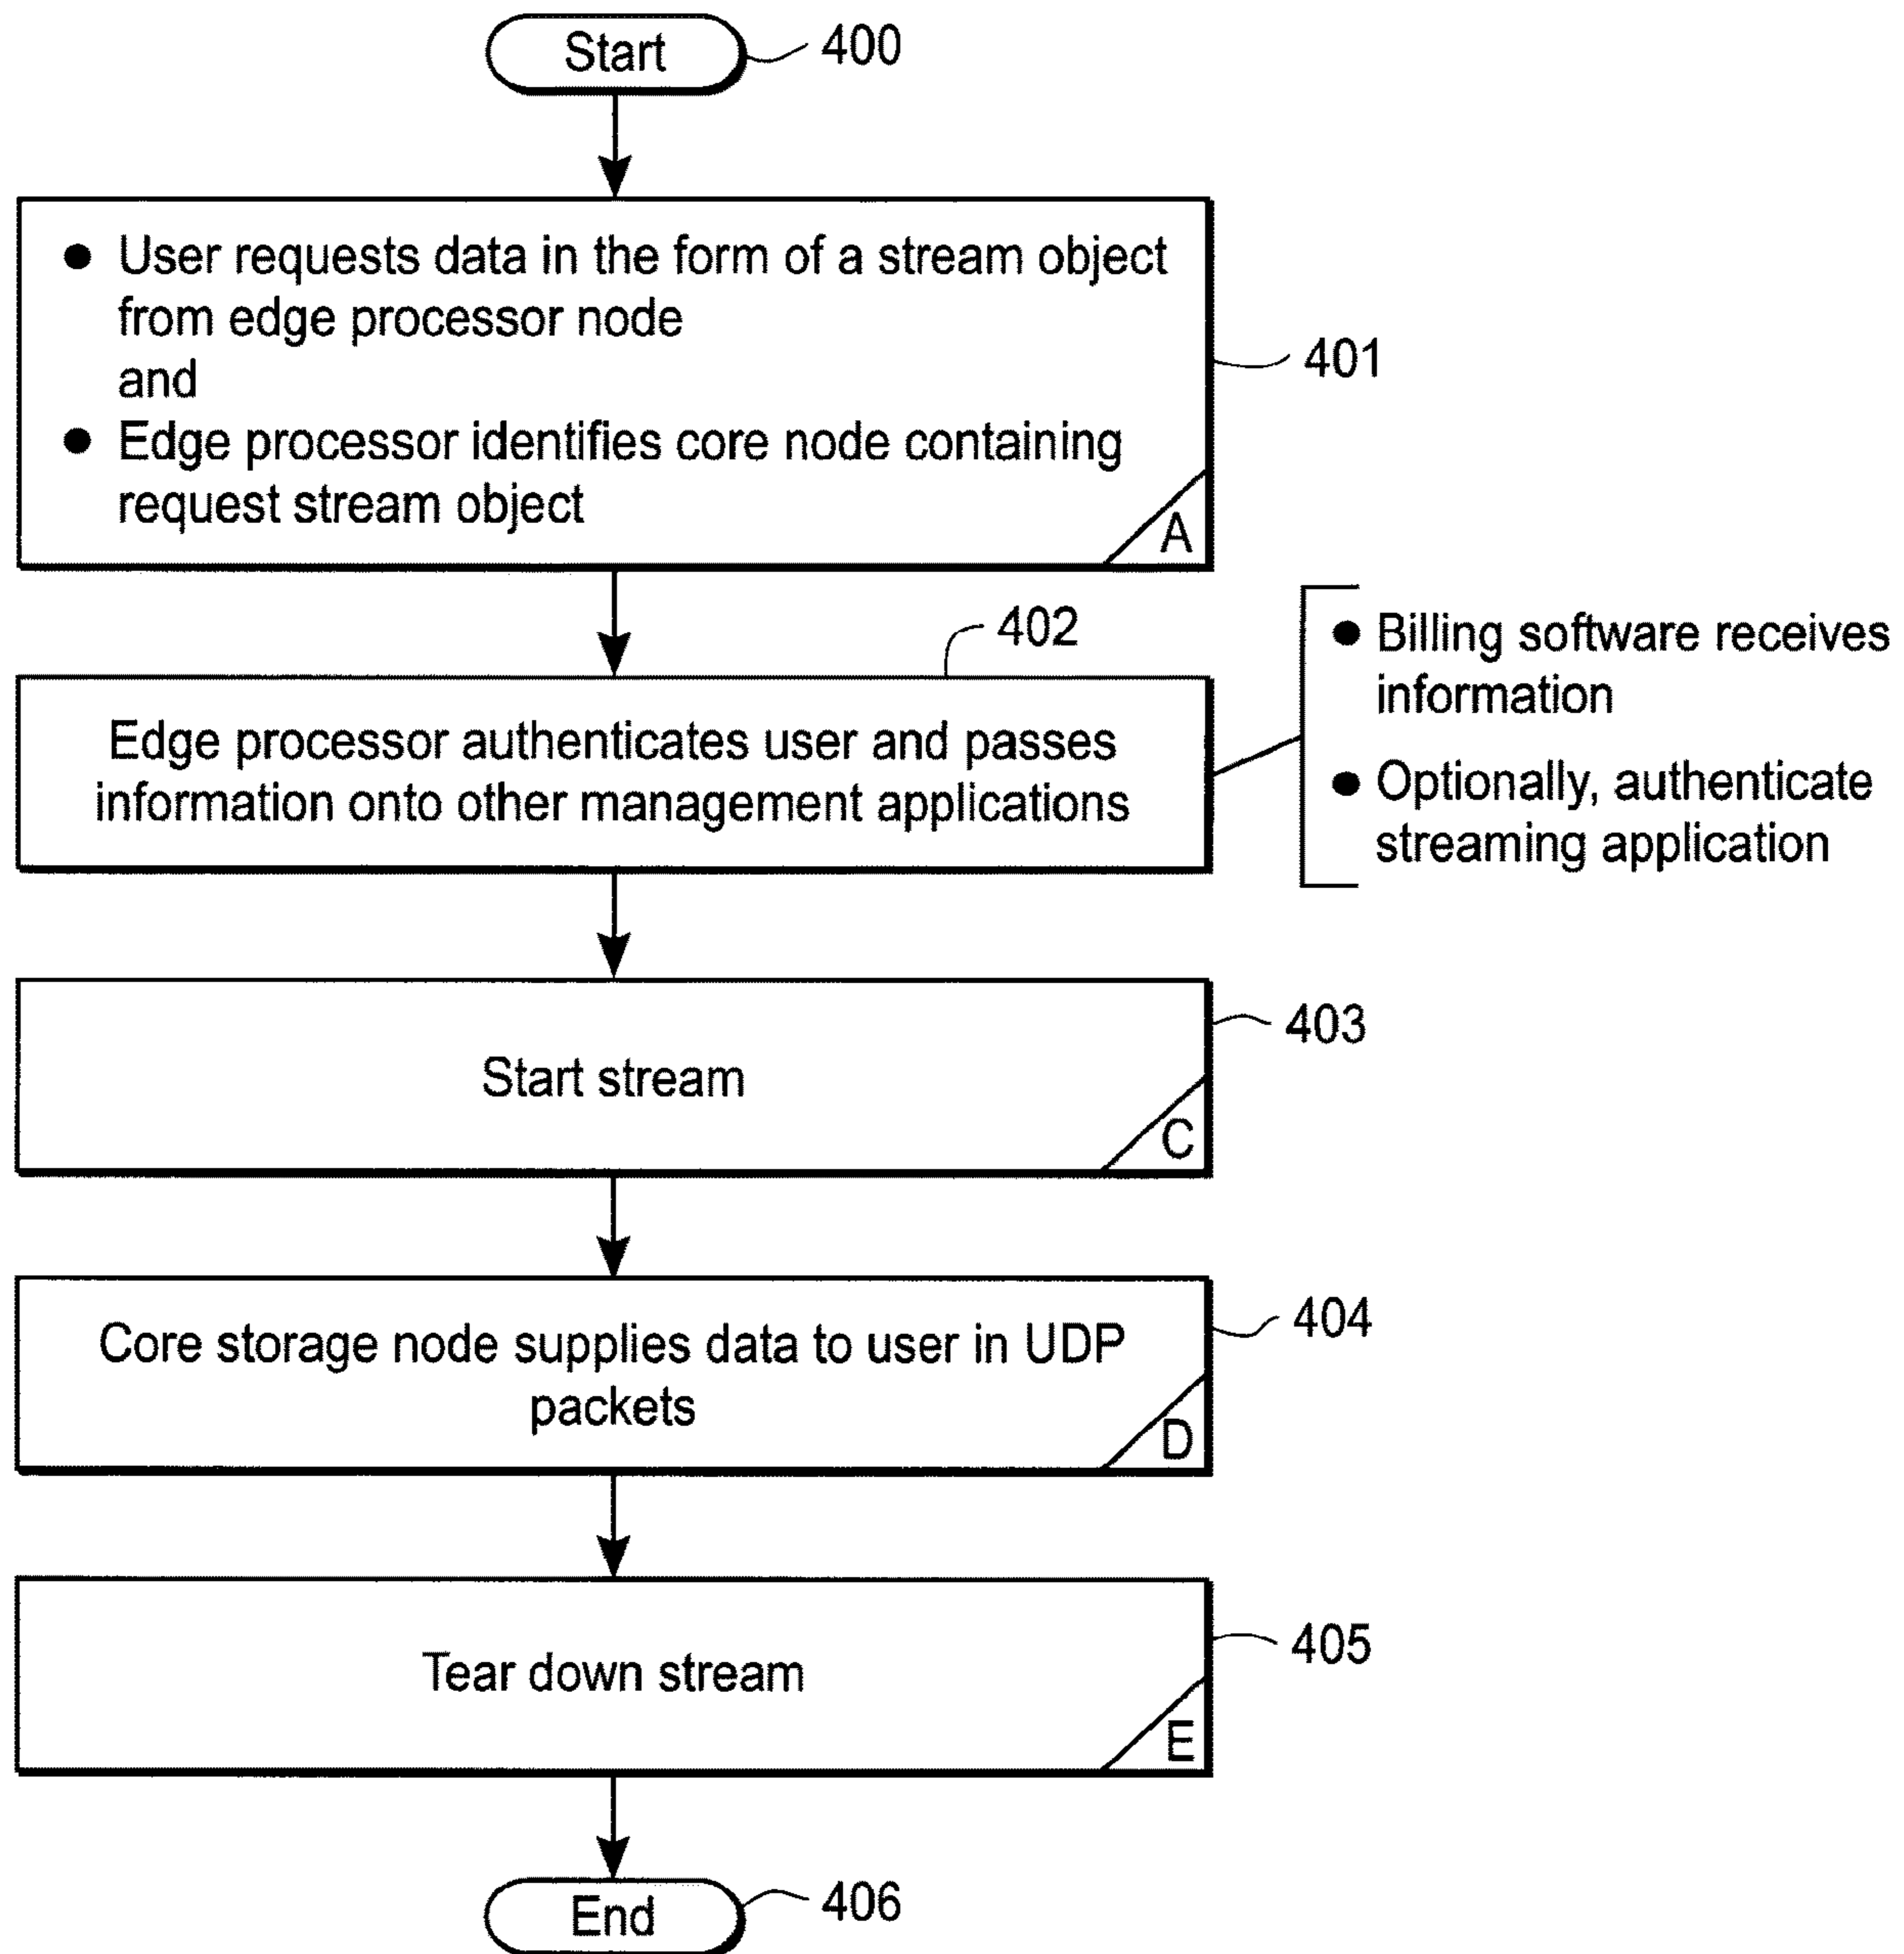 Start
400
● User requests data in the form of a stream object
from edge processor node
and
● Edge processor identifies core node containing
request stream object
A
401
402
Edge processor authenticates user and passes
information onto other management applications
● Billing software receives
information
● Optionally, authenticate
streaming application
Start stream
C
403
Core storage node supplies data to user in UDP
packets
D
404
Tear down stream
E
405
End
406